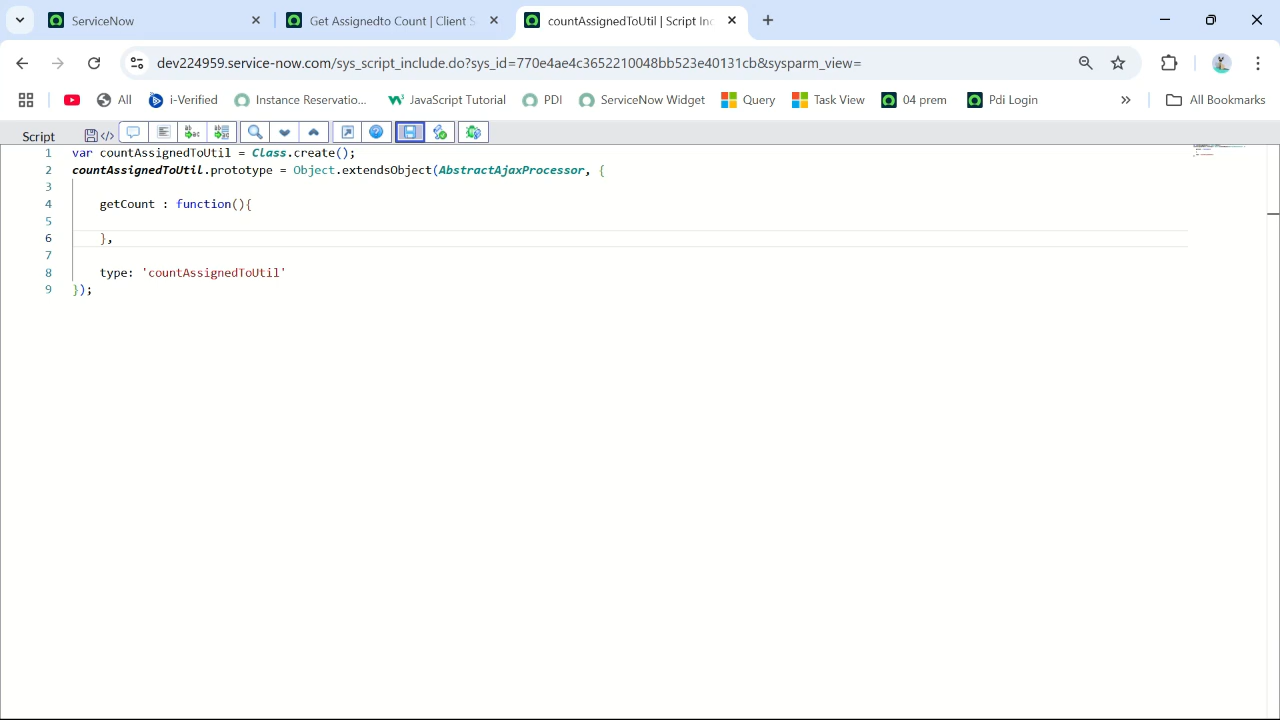 ServiceNow
Get Assignedto Count | Client S
countAssignedToUtil | Script Inc
dev224959.service-now.com/sys_script_include.do?sys_id=770e4ae4c3652210048bb523e40131cb&sysparm_view=
All
i-Verified
Instance Reservatio...
JavaScript Tutorial
PDI
ServiceNow Widget
Query
Task View
04 prem
Pdi Login
»
All Bookmarks
Script
1 var countAssignedToUtil = Class.create();
2 countAssignedToUtil.prototype = Object.extendsObject(AbstractAjaxProcessor, {
3
4 getCount : function(){
5
6 },
7
8 type: 'countAssignedToUtil'
9 });